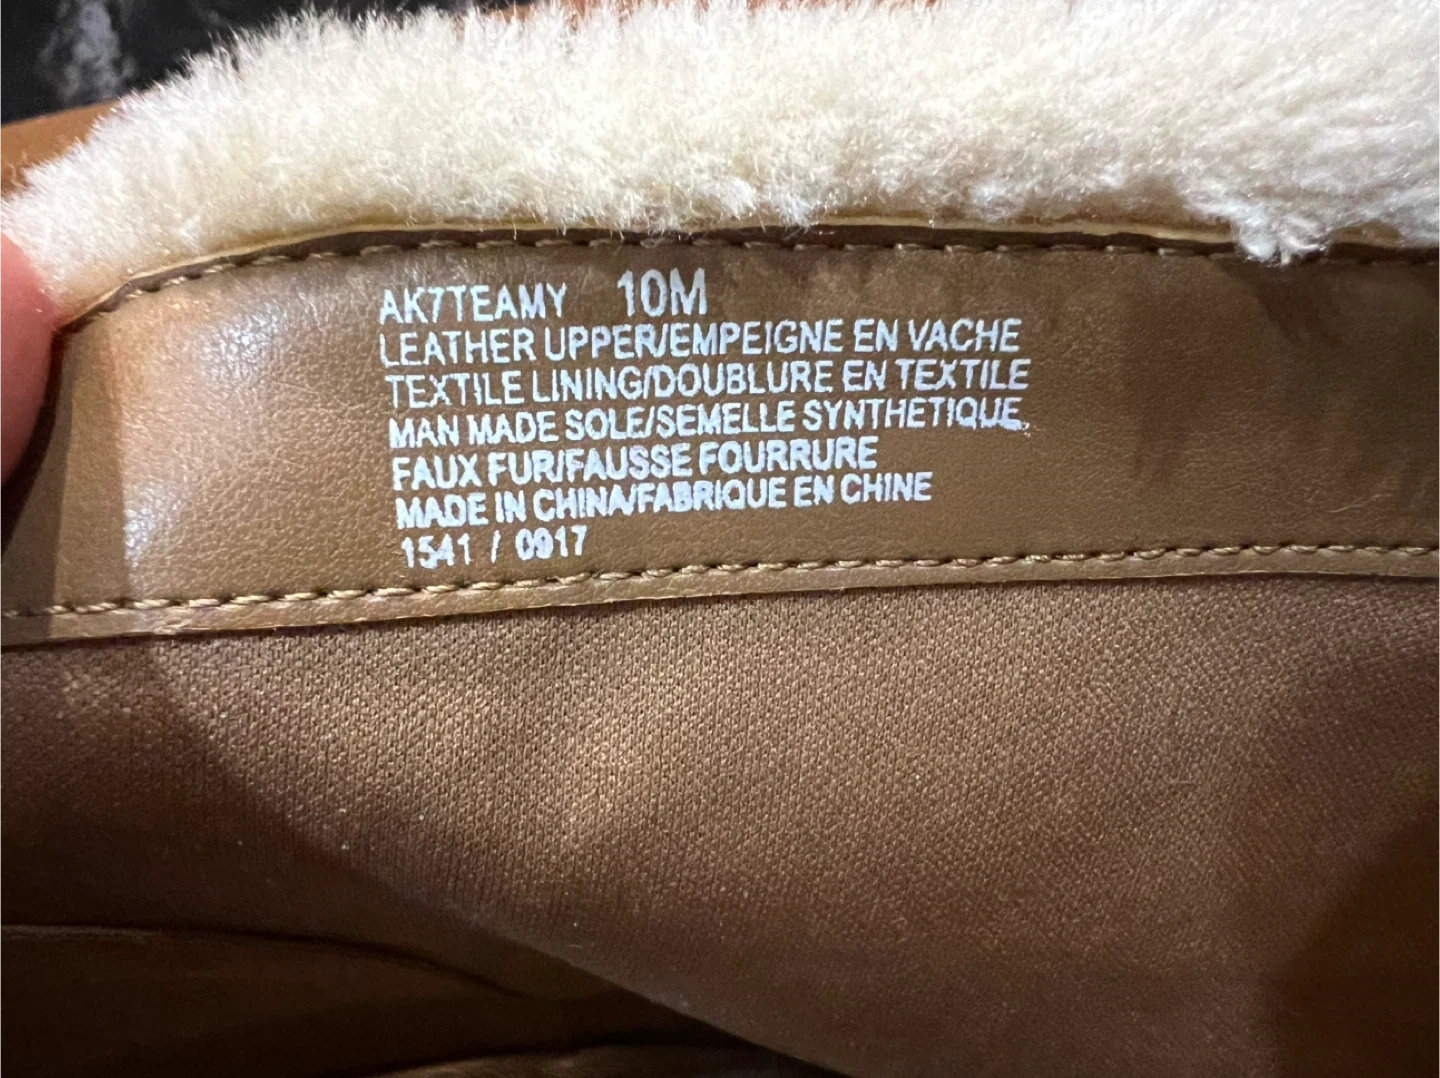 AK7TEAMY 10M
LEATHER UPPER/EMPEIGNE EN VACHE
TEXTILE LINING/DOUBLURE EN TEXTILE
MAN MADE SOLE/SEMELLE SYNTHETIQUE
FAUX FUR/FAUSSE FOURRURE
MADE IN CHINA/FABRIQUE EN CHINE
1541 / 0917